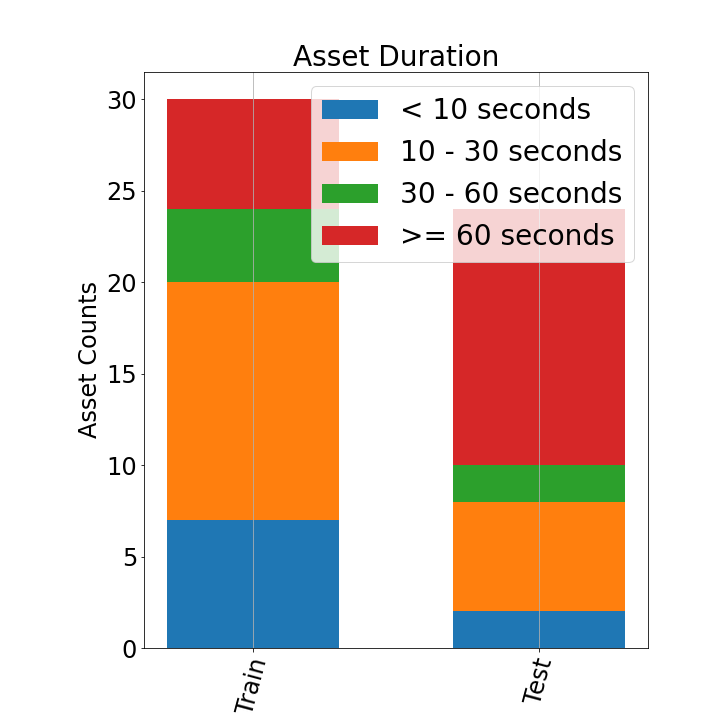 Asset Duration
< 10 seconds
10 - 30 seconds
30 - 60 seconds
>= 60 seconds
Asset Counts
30
25
20
15
10
5
0
Train
Test